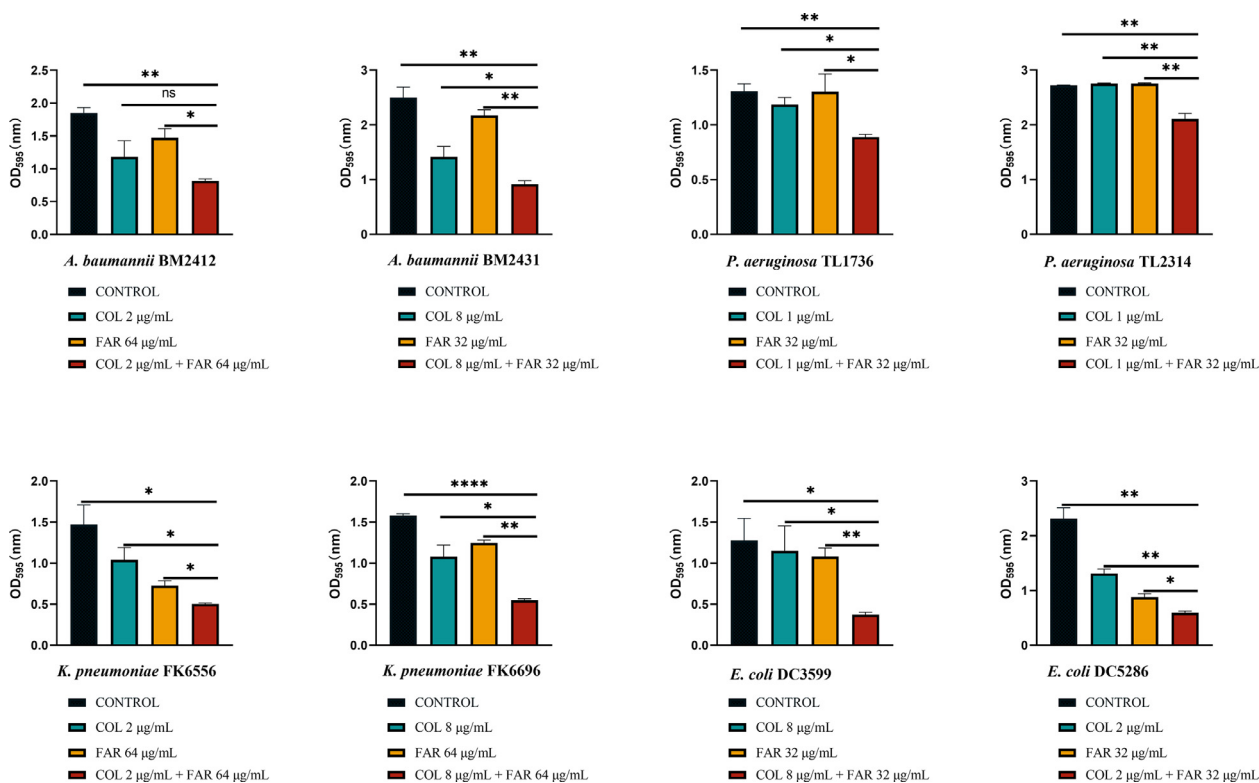 **
ns
*
2.5
2.0
1.5
1.0
0.5
0.0
OD595(nm)
A. baumannii BM2412
CONTROL
COL 2 μg/mL
FAR 64 μg/mL
COL 2 μg/mL + FAR 64 μg/mL
**
*
**
3
2
1
0
OD595(nm)
A. baumannii BM2431
CONTROL
COL 8 μg/mL
FAR 32 μg/mL
COL 8 μg/mL + FAR 32 μg/mL
**
*
*
1.5
1.0
0.5
0.0
OD595(nm)
P. aeruginosa TL1736
CONTROL
COL 1 μg/mL
FAR 32 μg/mL
COL 1 μg/mL + FAR 32 μg/mL
**
**
**
3
2
1
0
OD595(nm)
P. aeruginosa TL2314
CONTROL
COL 1 μg/mL
FAR 32 μg/mL
COL 1 μg/mL + FAR 32 μg/mL
*
*
*
2.0
1.5
1.0
0.5
0.0
OD595(nm)
K. pneumoniae FK6556
CONTROL
COL 2 μg/mL
FAR 64 μg/mL
COL 2 μg/mL + FAR 64 μg/mL
****
*
**
2.0
1.5
1.0
0.5
0.0
OD595(nm)
K. pneumoniae FK6696
CONTROL
COL 8 μg/mL
FAR 64 μg/mL
COL 8 μg/mL + FAR 64 μg/mL
*
*
**
2.0
1.5
1.0
0.5
0.0
OD595(nm)
E. coli DC3599
CONTROL
COL 8 μg/mL
FAR 32 μg/mL
COL 8 μg/mL + FAR 32 μg/mL
**
**
*
3
2
1
0
OD595(nm)
E. coli DC5286
CONTROL
COL 2 μg/mL
FAR 32 μg/mL
COL 2 μg/mL + FAR 32 μg/mL